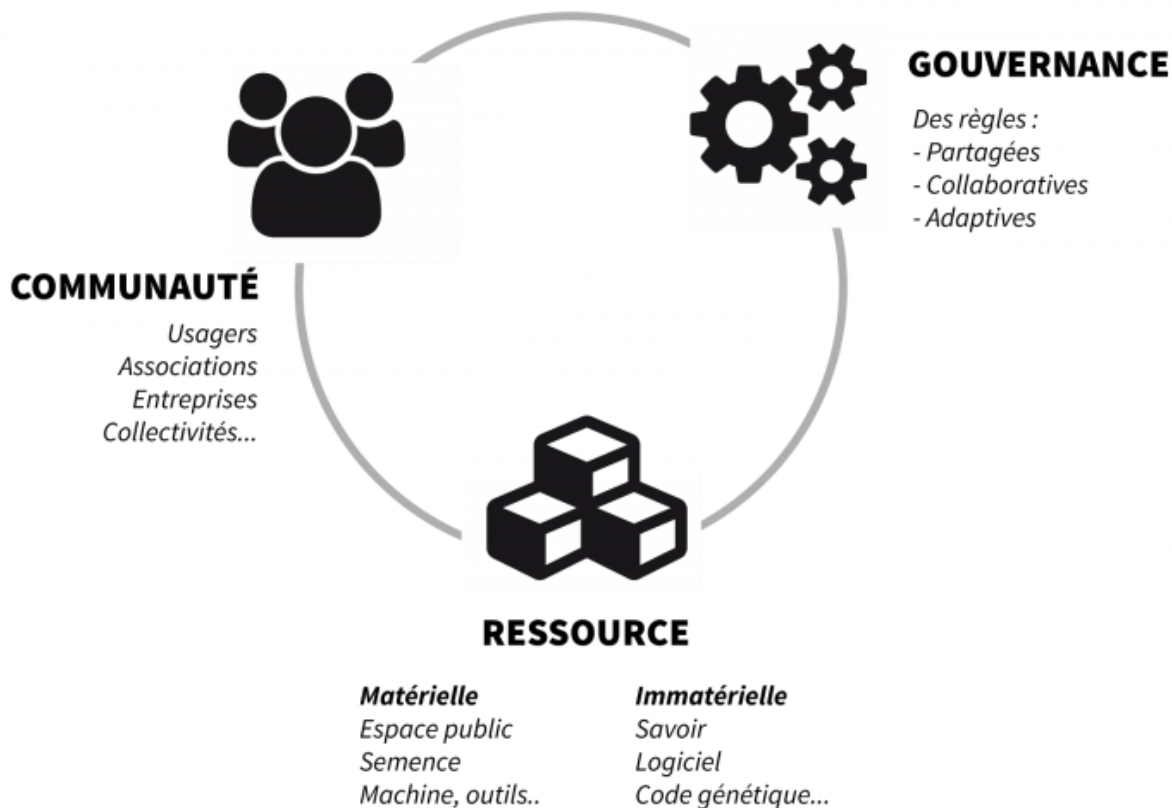 GOUVERNANCE
Des règles :
- Partagées
- Collaboratives
- Adaptives
COMMUNAUTÉ
Usagers
Associations
Entreprises
Collectivités...
RESSOURCE
Matérielle
Espace public
Semence
Machine, outils..
Immatérielle
Savoir
Logiciel
Code génétique...